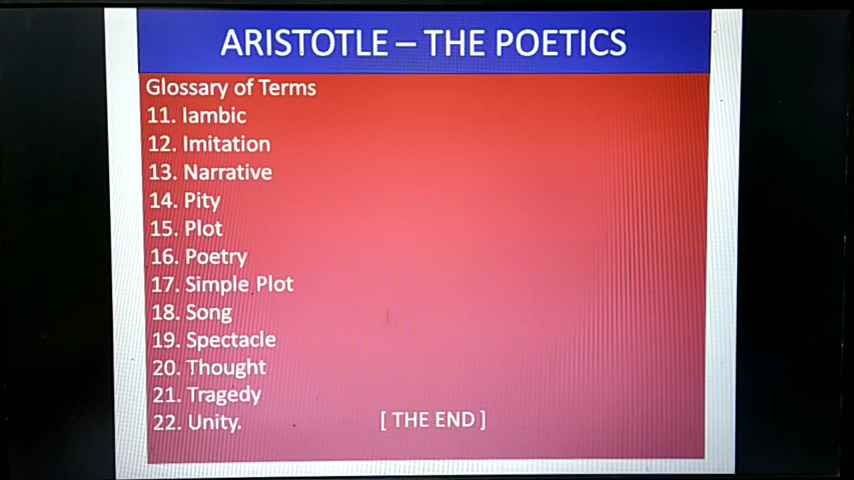 ARISTOTLE – THE POETICS
Glossary of Terms
11. Iambic
12. Imitation
13. Narrative
14. Pity
15. Plot
16. Poetry
17. Simple Plot
18. Song
19. Spectacle
20. Thought
21. Tragedy
22. Unity. [ THE END ]